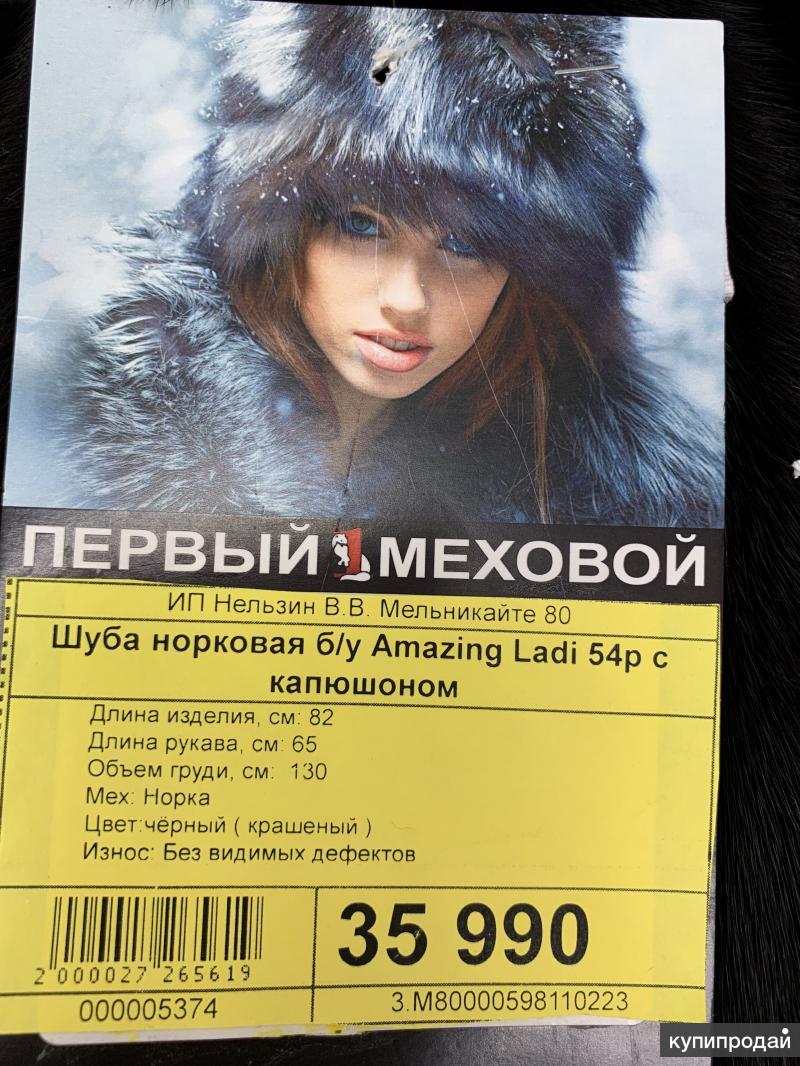 ПЕРВЫЙ 1 МЕХОВОЙ
ИП Нельзин В.В. Мельникайте 80
Шуба норковая б/у Amazing Ladi 54р с
капюшоном
Длина изделия, см: 82
Длина рукава, см: 65
Объем груди, см: 130
Мех: Норка
Цвет:чёрный ( крашеный )
Износ: Без видимых дефектов
35 990
2 000027 265619
000005374
3.М80000598110223
купипродай